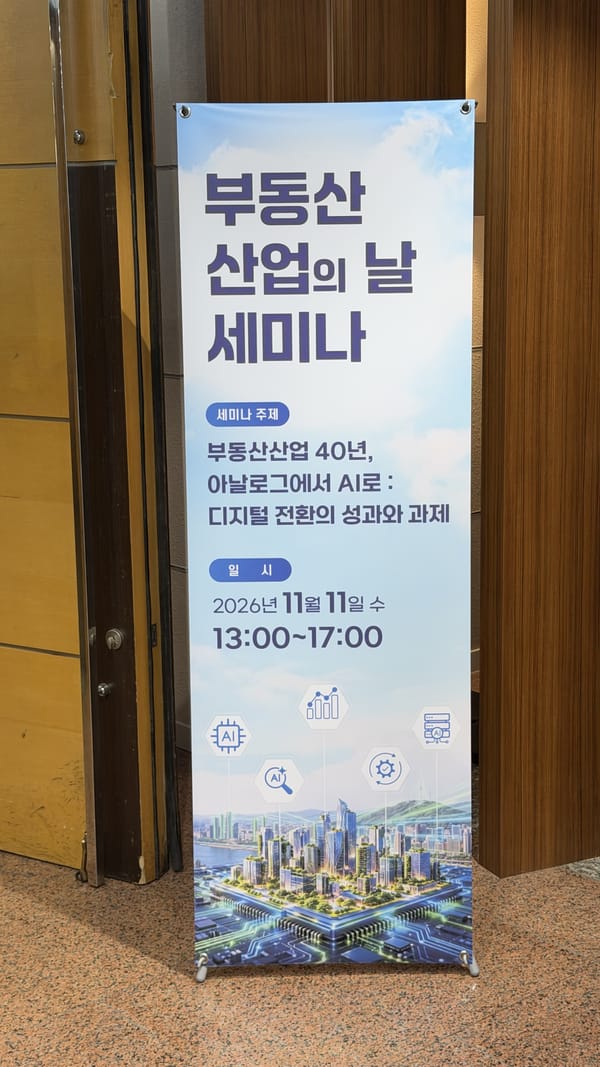 부동산
산업의 날
세미나
세미나 주제
부동산산업 40년,
아날로그에서 AI로 :
디지털 전환의 성과와 과제
일 시
2026년 11월 11일 수
13:00~17:00
AI
AI
AI